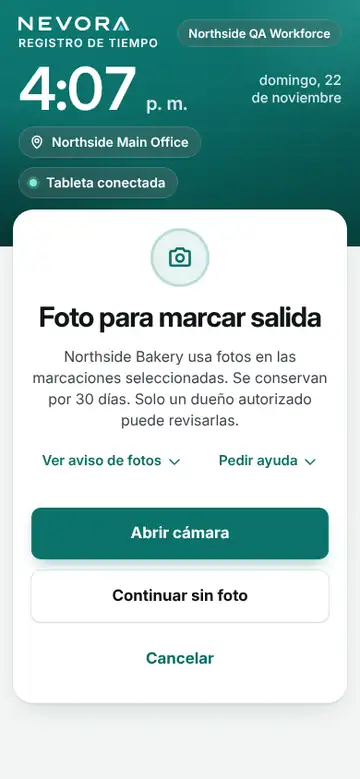 NEVORA
REGISTRO DE TIEMPO
Northside QA Workforce
4:07 p. m.
domingo, 22
de noviembre
Northside Main Office
Tableta conectada
Foto para marcar salida
Northside Bakery usa fotos en las
marcaciones seleccionadas. Se conservan
por 30 días. Solo un dueño autorizado
puede revisarlas.
Ver aviso de fotos
Pedir ayuda
Abrir cámara
Continuar sin foto
Cancelar